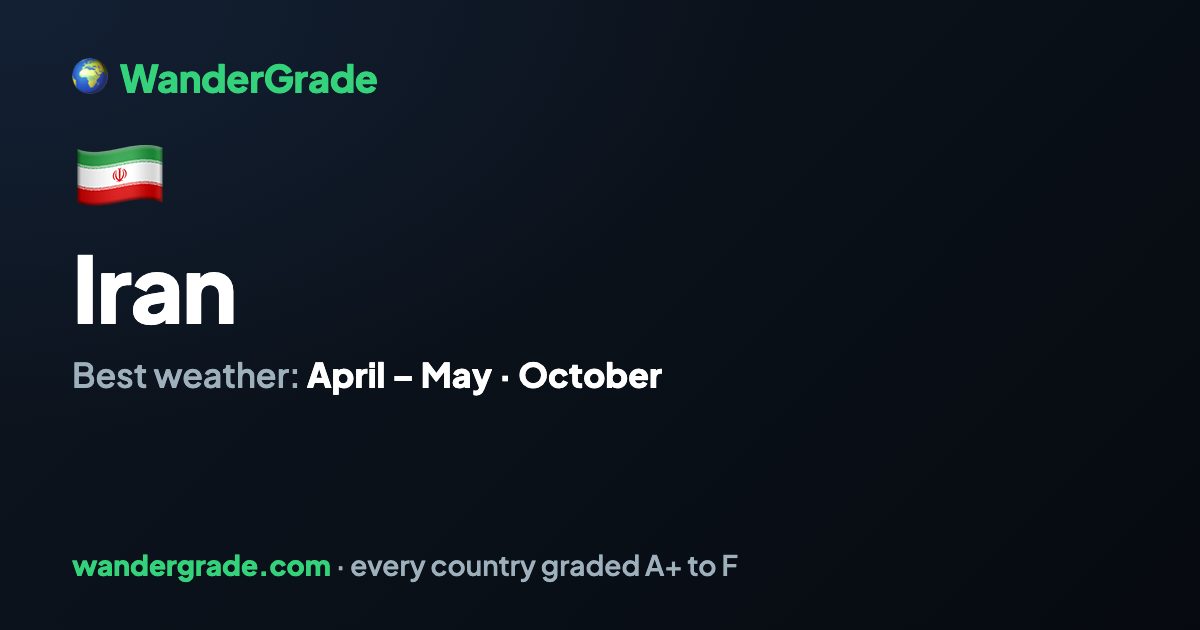 WanderGrade
Iran
Best weather: April – May · October
wandergrade.com · every country graded A+ to F